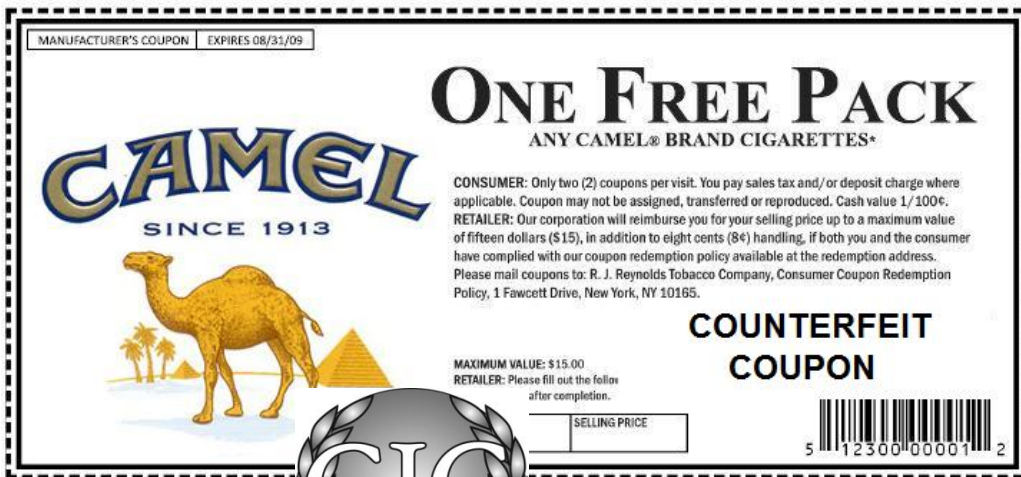 MANUFACTURER'S COUPON EXPIRES 08/31/09
ONE FREE PACK
ANY CAMEL® BRAND CIGARETTES*
CAMEL
SINCE 1913
CONSUMER: Only two (2) coupons per visit. You pay sales tax and/or deposit charge where
applicable. Coupon may not be assigned, transferred or reproduced. Cash value 1/100¢.
RETAILER: Our corporation will reimburse you for your selling price up to a maximum value
of fifteen dollars ($15), in addition to eight cents (8¢) handling, if both you and the consumer
have complied with our coupon redemption policy available at the redemption address.
Please mail coupons to: R. J. Reynolds Tobacco Company, Consumer Coupon Redemption
Policy, 1 Fawcett Drive, New York, NY 10165.
COUNTERFEIT
COUPON
MAXIMUM VALUE: $15.00
RETAILER: Please fill out the
after completion.
SELLING PRICE
CIC
5 12300 00001 2